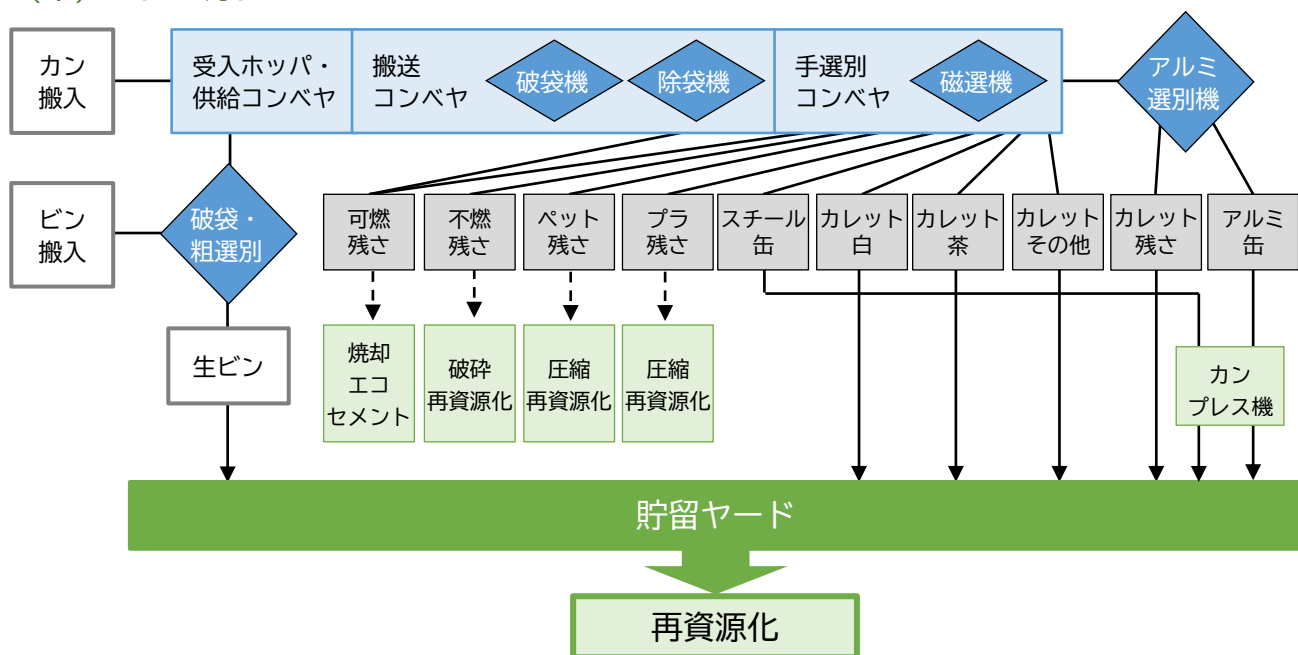 カン
搬入
受入ホッパ・
供給コンベヤ
搬送
コンベヤ
破袋機
除袋機
手選別
コンベヤ
磁選機
アルミ
選別機
ビン
搬入
破袋・
粗選別
可燃
残さ
不燃
残さ
ペット
残さ
プラ
残さ
スチール
缶
カレット
白
カレット
茶
カレット
その他
カレット
残さ
アルミ
缶
生ビン
焼却
エコ
セメント
破砕
再資源化
圧縮
再資源化
圧縮
再資源化
カン
プレス機
貯留ヤード
再資源化